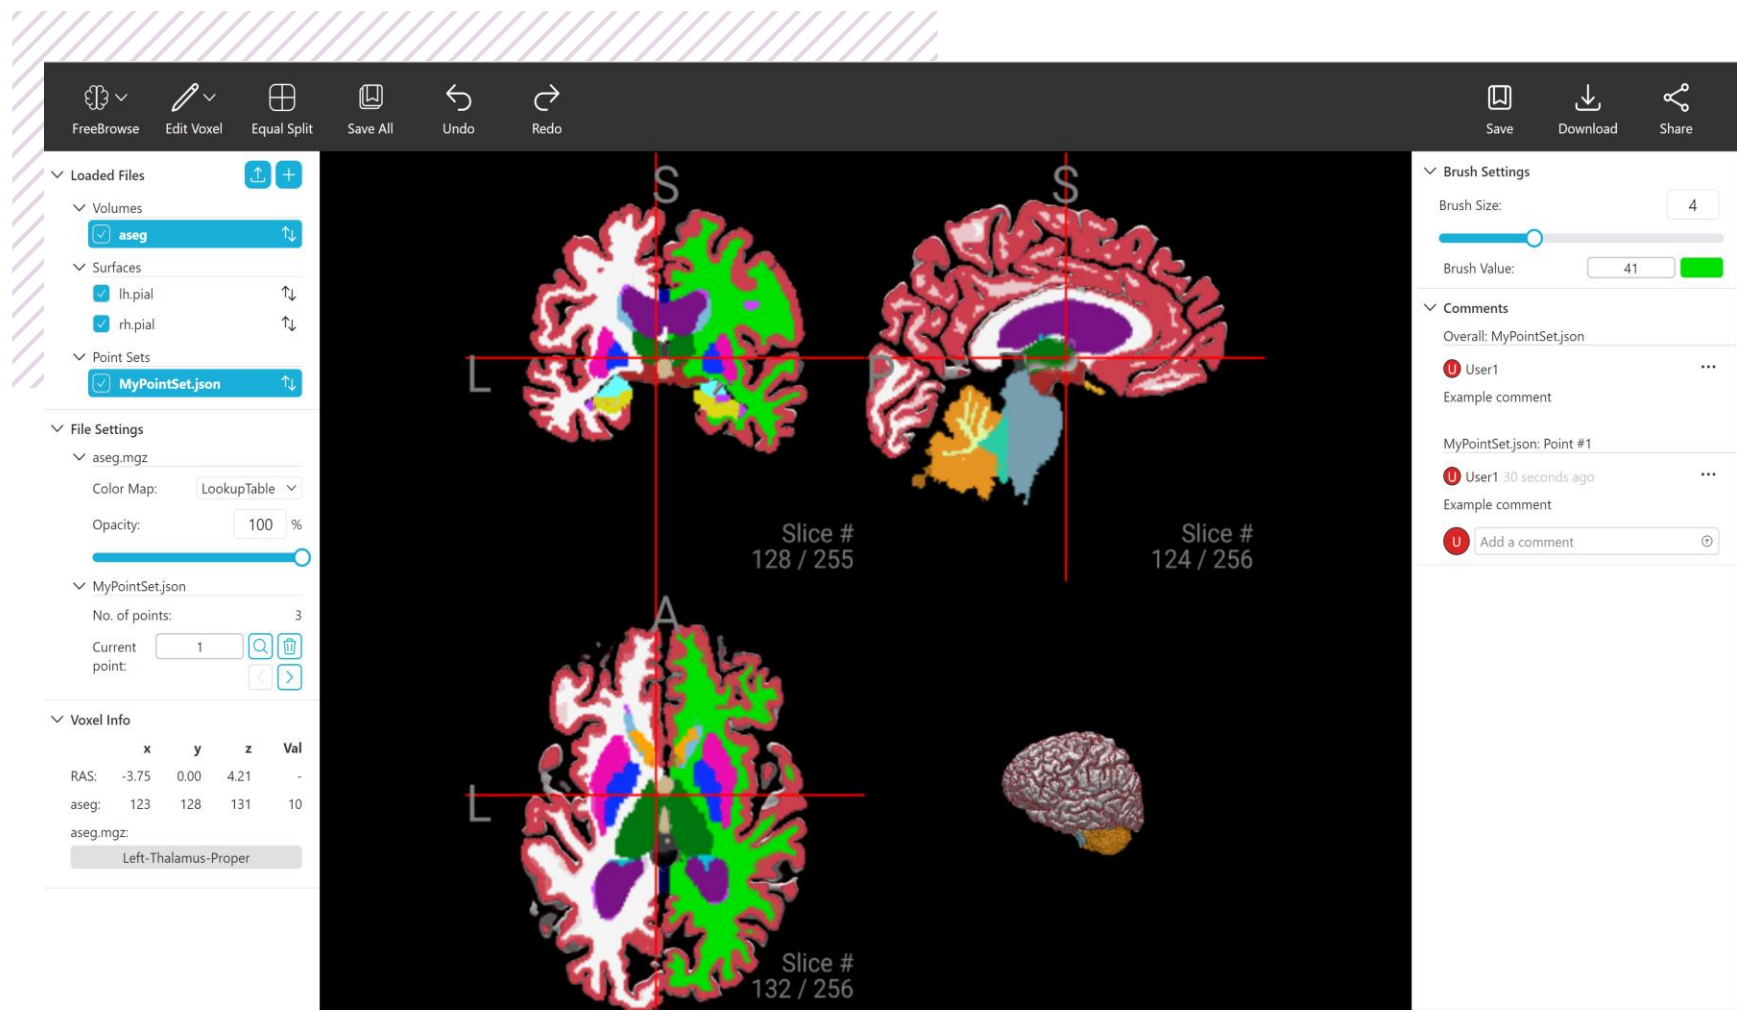 FreeBrowse
Edit Voxel
Equal Split
Save All
Undo
Redo
Save
Download
Share
Loaded Files
Volumes
aseg
Surfaces
lh.pial
rh.pial
Point Sets
MyPointSet.json
File Settings
aseg.mgz
Color Map: LookupTable
Opacity: 100 %
MyPointSet.json
No. of points: 3
Current point: 1
Voxel Info
x y z Val
RAS: -3.75 0.00 4.21 -
aseg: 123 128 131 10
aseg.mgz:
Left-Thalamus-Proper
S
L
Slice #
128 / 255
S
P
Slice #
124 / 256
A
L
Slice #
132 / 256
Brush Settings
Brush Size: 4
Brush Value: 41
Comments
Overall: MyPointSet.json
U User1
Example comment
MyPointSet.json: Point #1
U User1 30 seconds ago
Example comment
U Add a comment